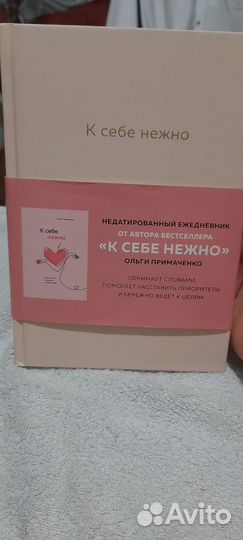 К себе нежно
НЕДАТИРОВАННЫЙ ЕЖЕДНЕВНИК
ОТ АВТОРА БЕСТСЕЛЛЕРА
«К СЕБЕ НЕЖНО»
ОЛЬГИ ПРИМАЧЕНКО
ОБНИМАЕТ СЛОВАМИ,
ПОМОГАЕТ РАССТАВИТЬ ПРИОРИТЕТЫ
И БЕРЕЖНО ВЕДЕТ К ЦЕЛЯМ
К себе
нежно
Avito